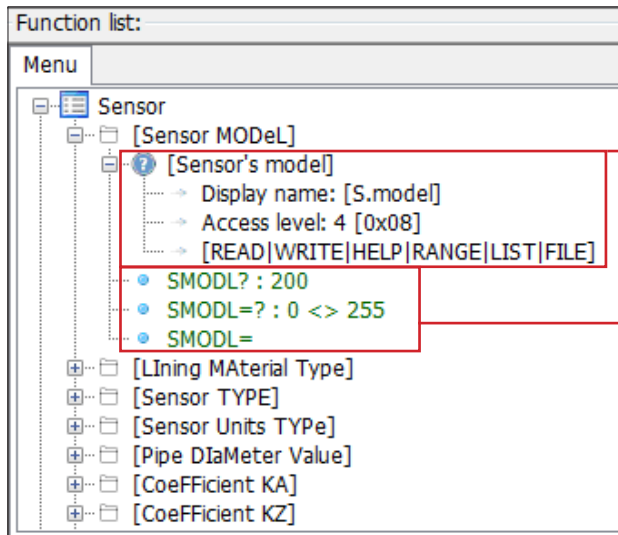 Function list:
Menu
Sensor
[Sensor MODeL]
[Sensor's model]
Display name: [S.model]
Access level: 4 [0x08]
[READ|WRITE|HELP|RANGE|LIST|FILE]
SMODL? : 200
SMODL=? : 0 <> 255
SMODL=
[LIning MAterial Type]
[Sensor TYPE]
[Sensor Units TYPe]
[Pipe DIaMeter Value]
[CoeFFicient KA]
[CoeFFicient KZ]